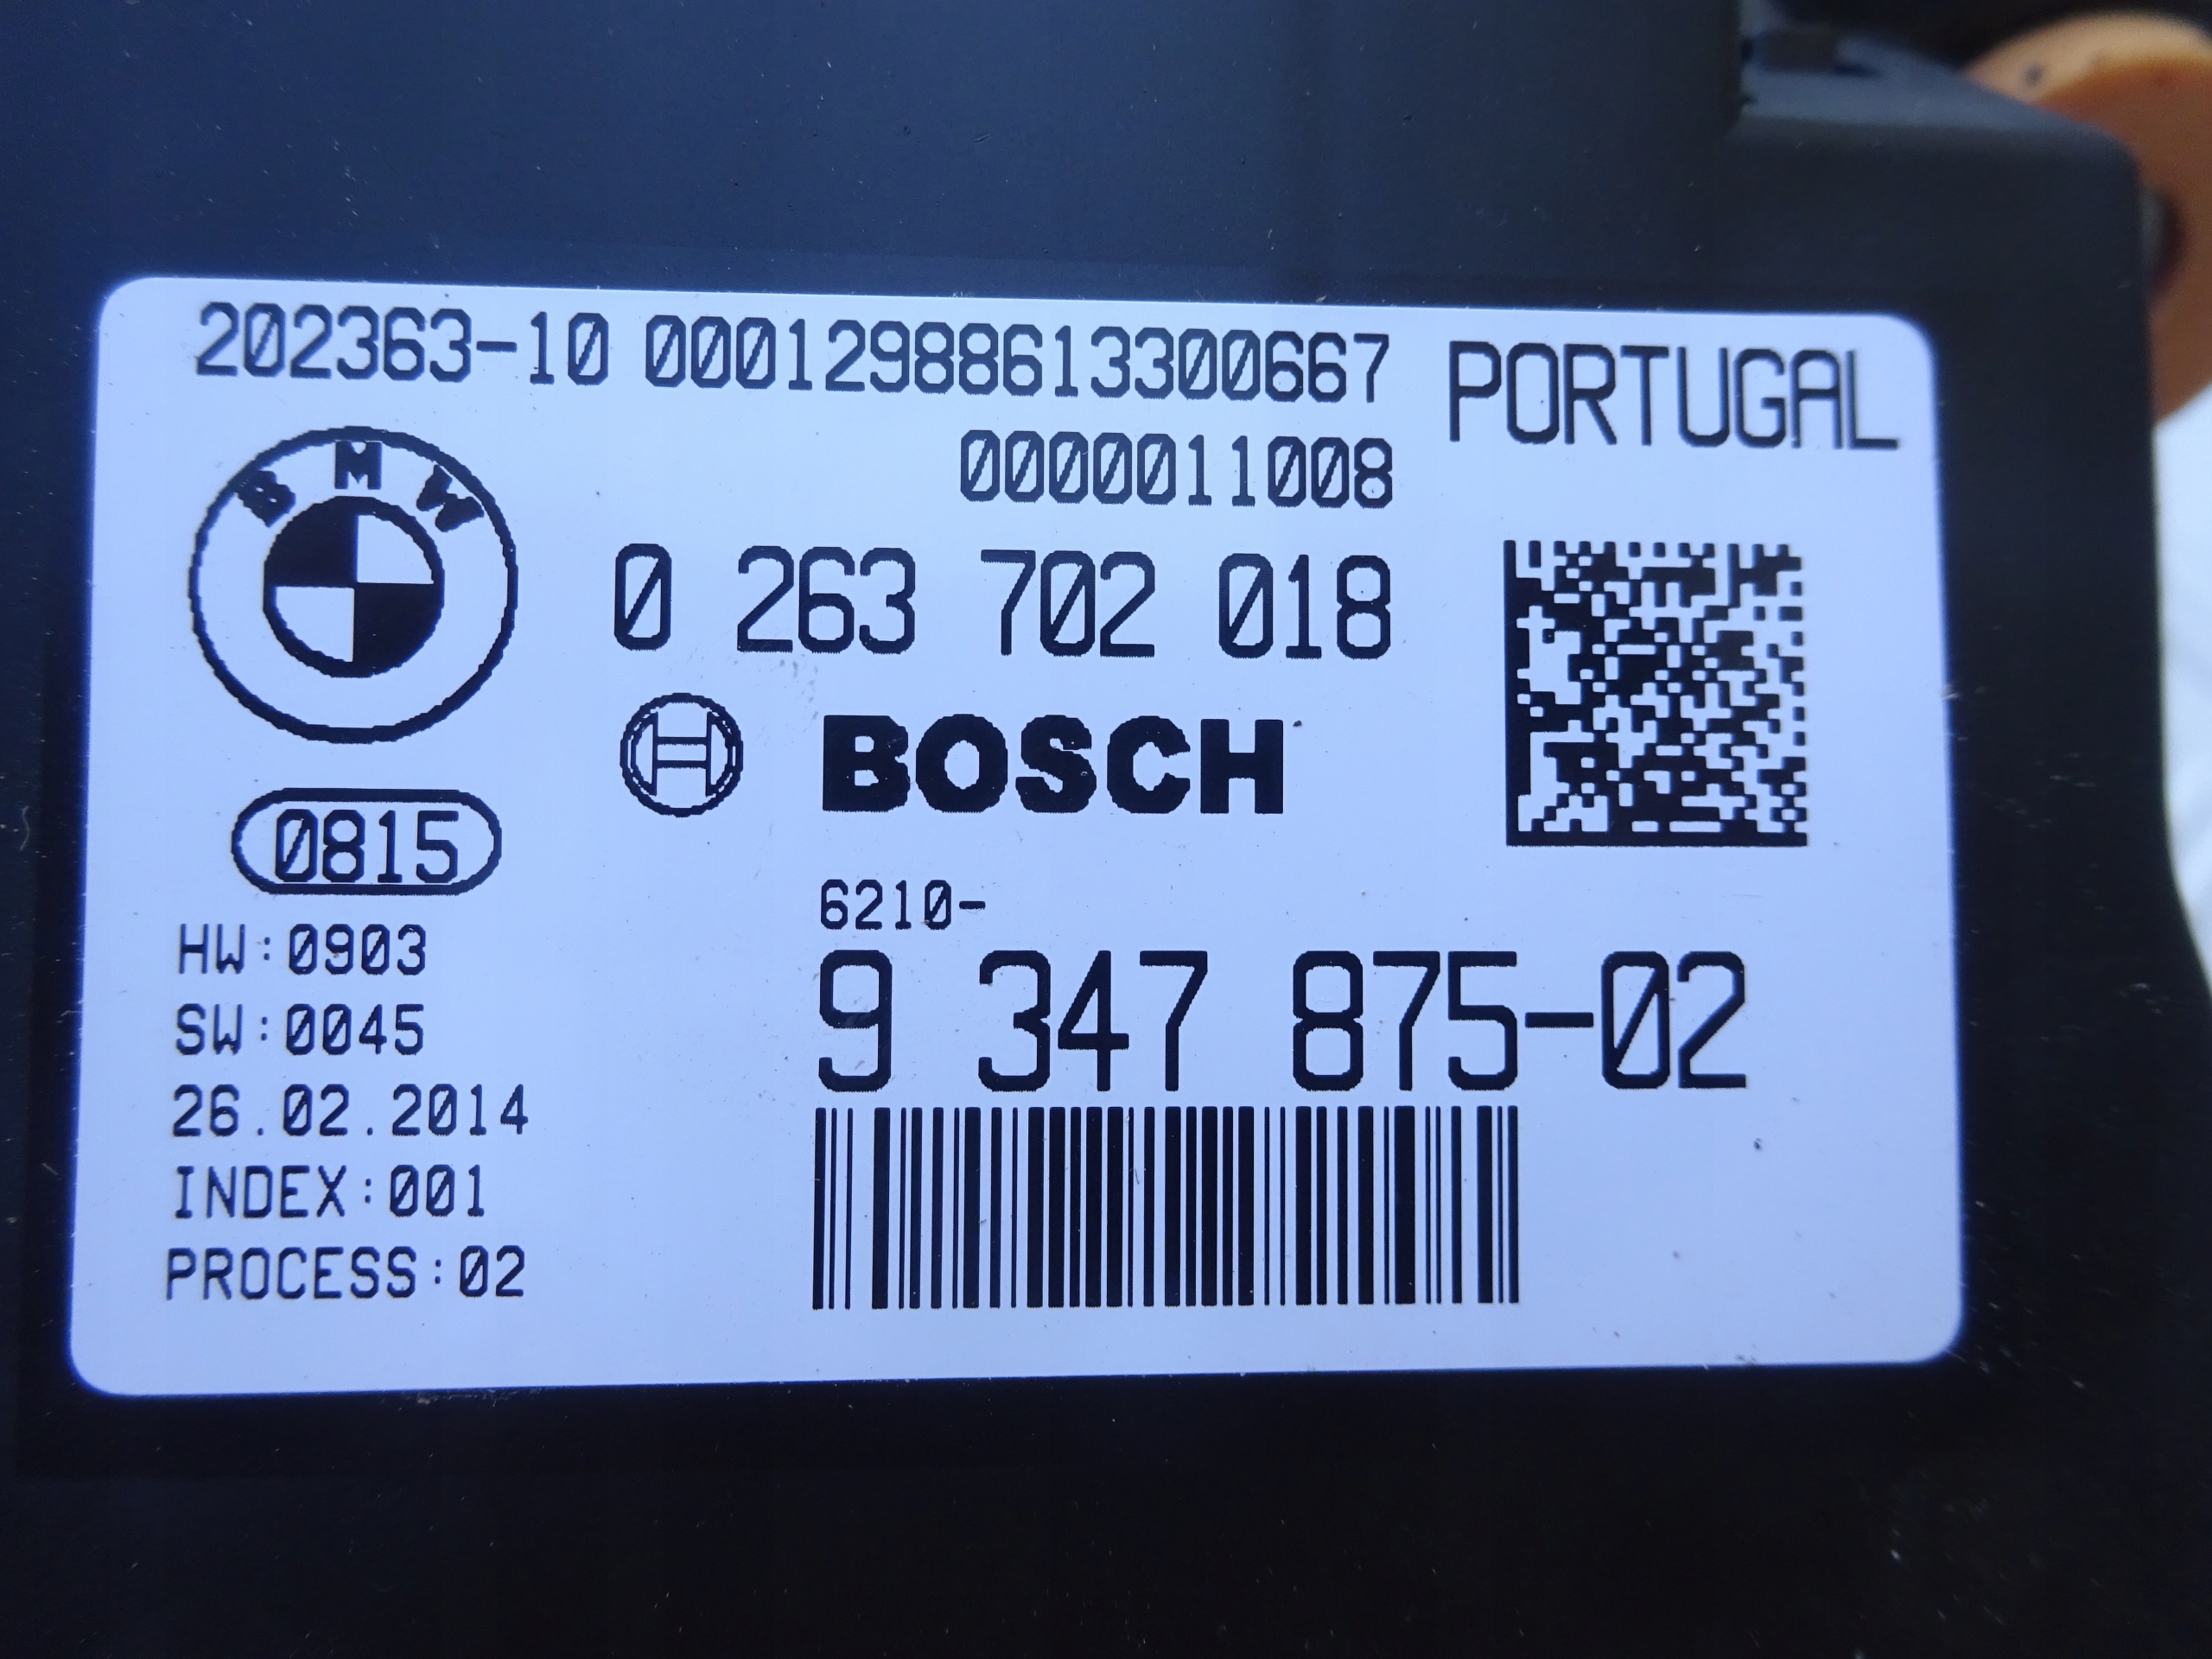 202363-10 00012988613300667 PORTUGAL
0000011008
BMW
0 263 702 018
BOSCH
0815
6210-
HW:0903
9 347 875-02
SW:0045
26.02.2014
INDEX:001
PROCESS:02